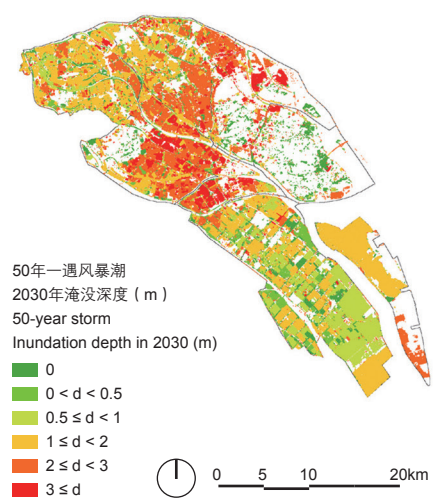 50年一遇风暴潮
2030年淹没深度（m）
50-year storm
Inundation depth in 2030 (m)
0
0 < d < 0.5
0.5 ≤ d < 1
1 ≤ d < 2
2 ≤ d < 3
3 ≤ d
0 5 10 20km